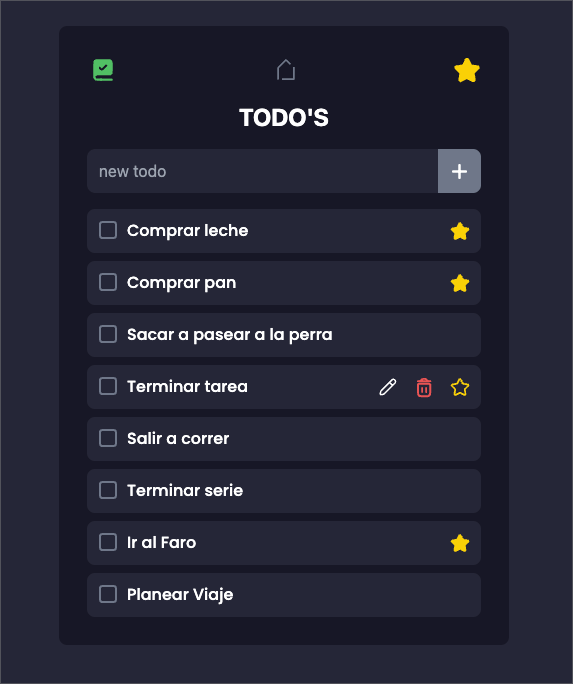 TODO'S
new todo
Comprar leche
Comprar pan
Sacar a pasear a la perra
Terminar tarea
Salir a correr
Terminar serie
Ir al Faro
Planear Viaje